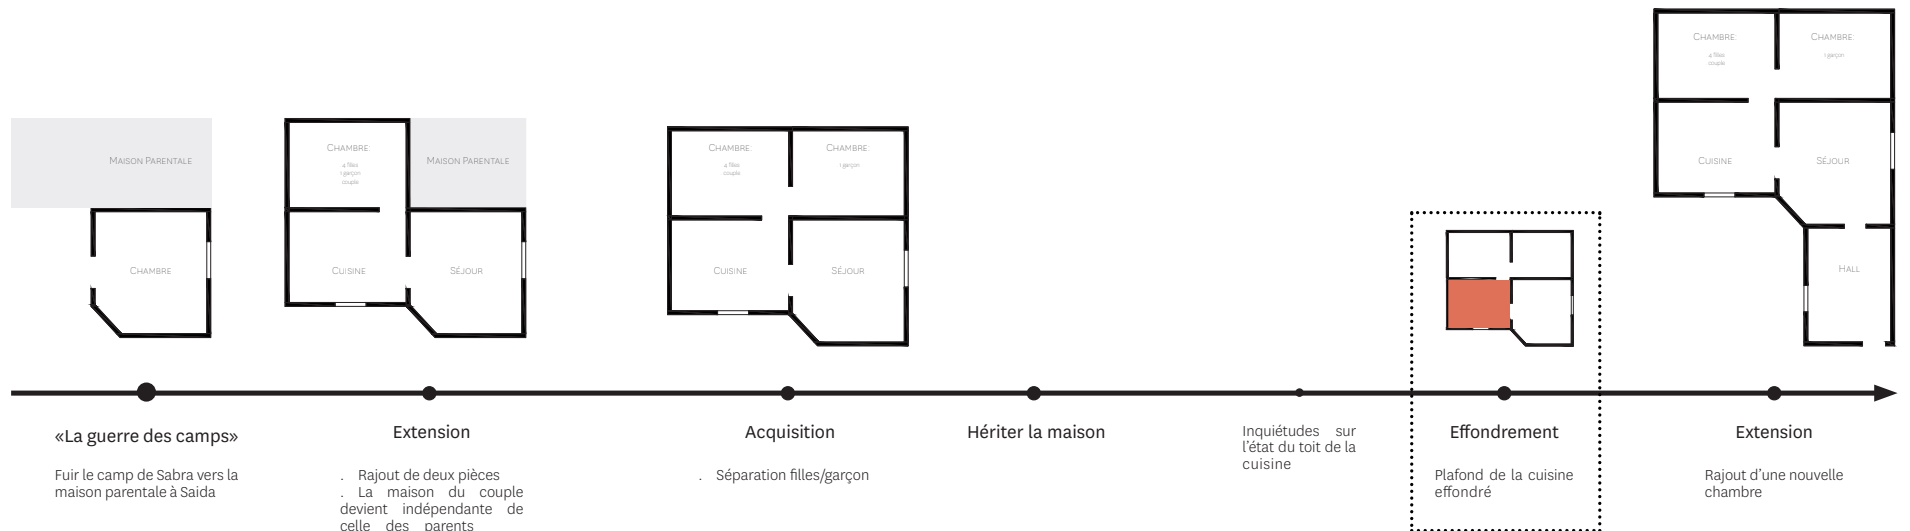 MAISON PARENTALE
CHAMBRE
CHAMBRE:
4 filles
1 garçon
couple
MAISON PARENTALE
CUISINE
SÉJOUR
CHAMBRE:
4 filles
couple
CHAMBRE:
1 garçon
CUISINE
SÉJOUR
CHAMBRE:
4 filles
couple
CHAMBRE:
1 garçon
CUISINE
SÉJOUR
HALL
«La guerre des camps»
Fuir le camp de Sabra vers la
maison parentale à Saida
Extension
. Rajout de deux pièces
. La maison du couple
devient indépendante de
celle des parents
Acquisition
. Séparation filles/garçon
Hériter la maison
Inquiétudes sur
l'état du toit de la
cuisine
Effondrement
Plafond de la cuisine
effondré
Extension
Rajout d'une nouvelle
chambre